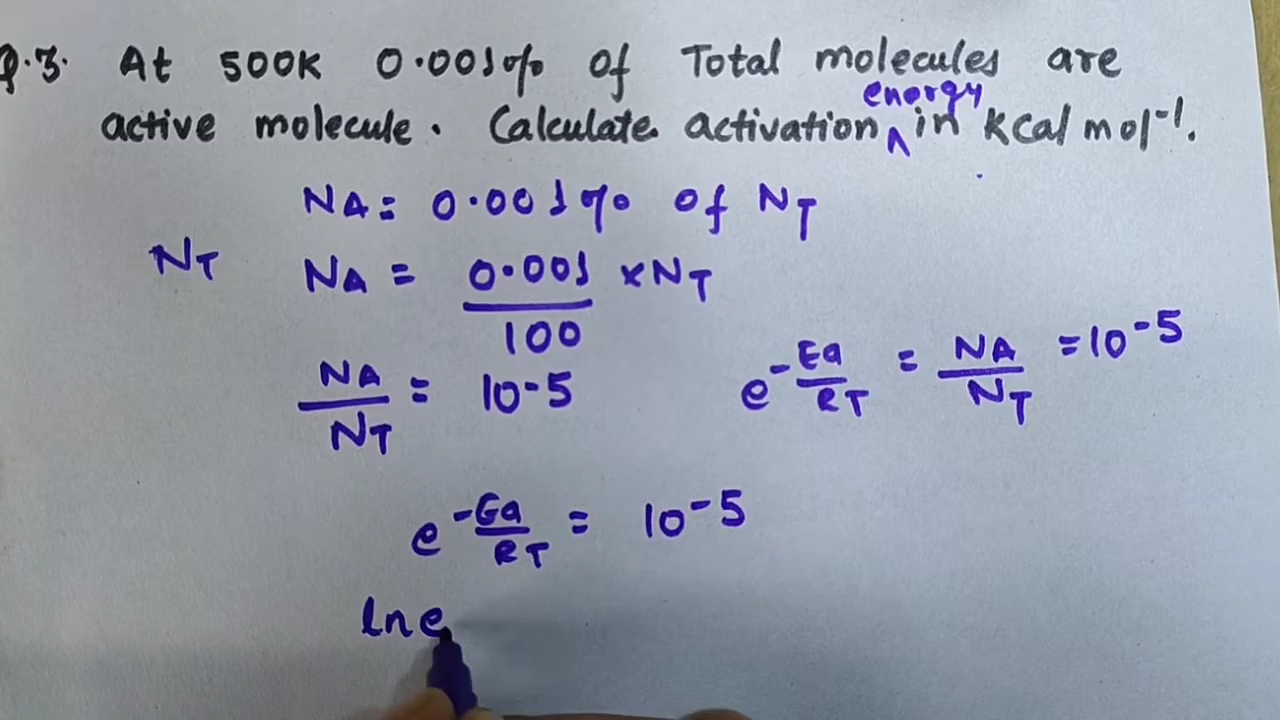 Q.3. At 500K 0.001% of Total molecules are
active molecule. Calculate activation energy in Kcal mol⁻¹.
NA = 0.001% of NT
NT NA = 0.001/100 × NT
NA/NT = 10-5 e^-Ea/RT = NA/NT = 10-5
e^-Ea/RT = 10-5
ln e